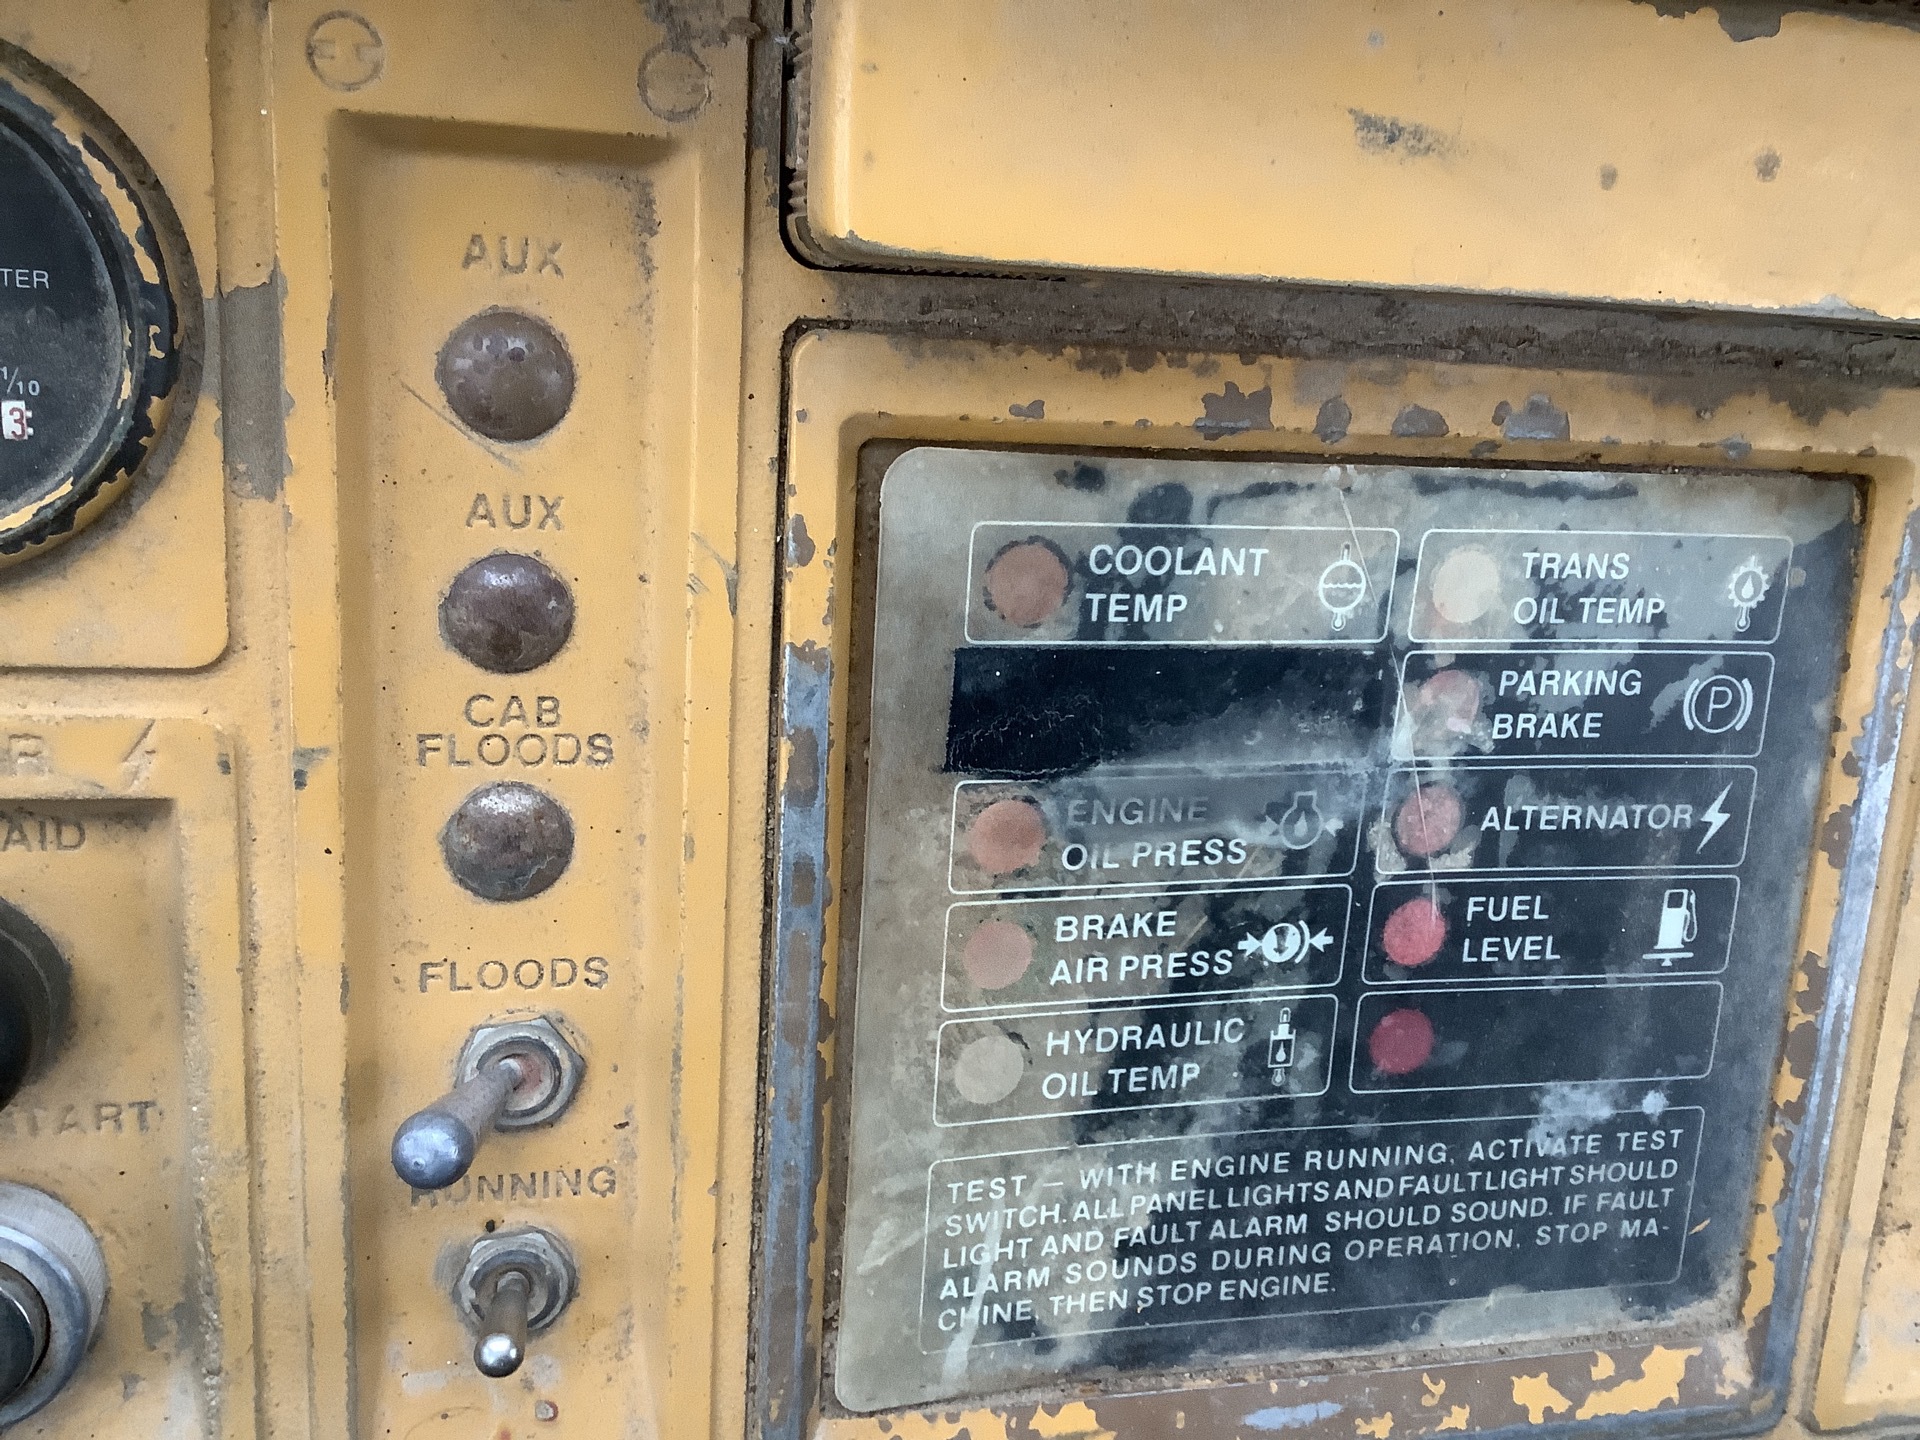 TER
1/10
3
R
AID
START
AUX
AUX
CAB
FLOODS
FLOODS
RUNNING
COOLANT
TEMP
ENGINE
OIL PRESS
BRAKE
AIR PRESS
HYDRAULIC
OIL TEMP
TRANS
OIL TEMP
PARKING
BRAKE
P
ALTERNATOR
FUEL
LEVEL
TEST — WITH ENGINE RUNNING, ACTIVATE TEST
SWITCH. ALL PANEL LIGHTS AND FAULT LIGHT SHOULD
LIGHT AND FAULT ALARM SHOULD SOUND. IF FAULT
ALARM SOUNDS DURING OPERATION, STOP MA-
CHINE, THEN STOP ENGINE.